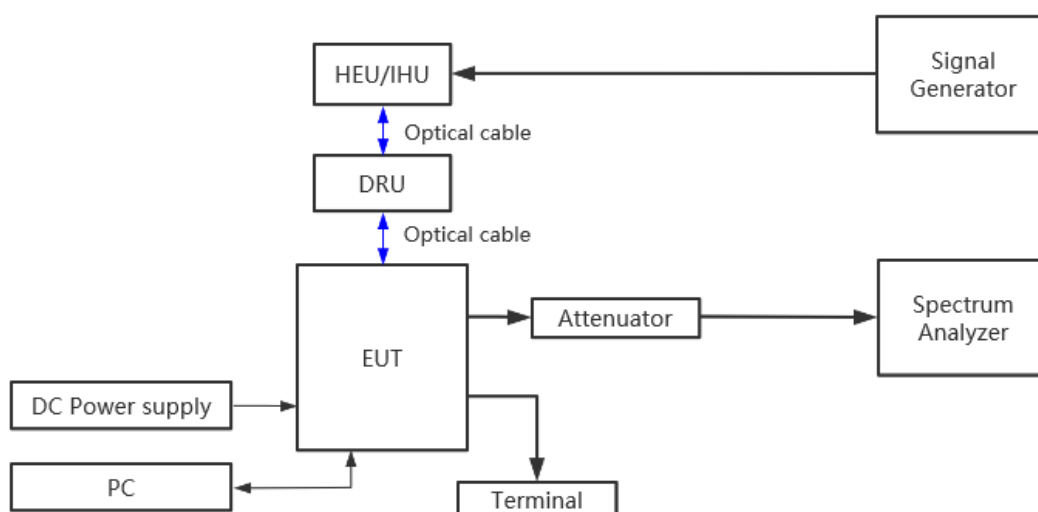 Signal
Generator
HEU/IHU
Optical cable
DRU
Optical cable
EUT
Attenuator
Spectrum
Analyzer
DC Power supply
PC
Terminal